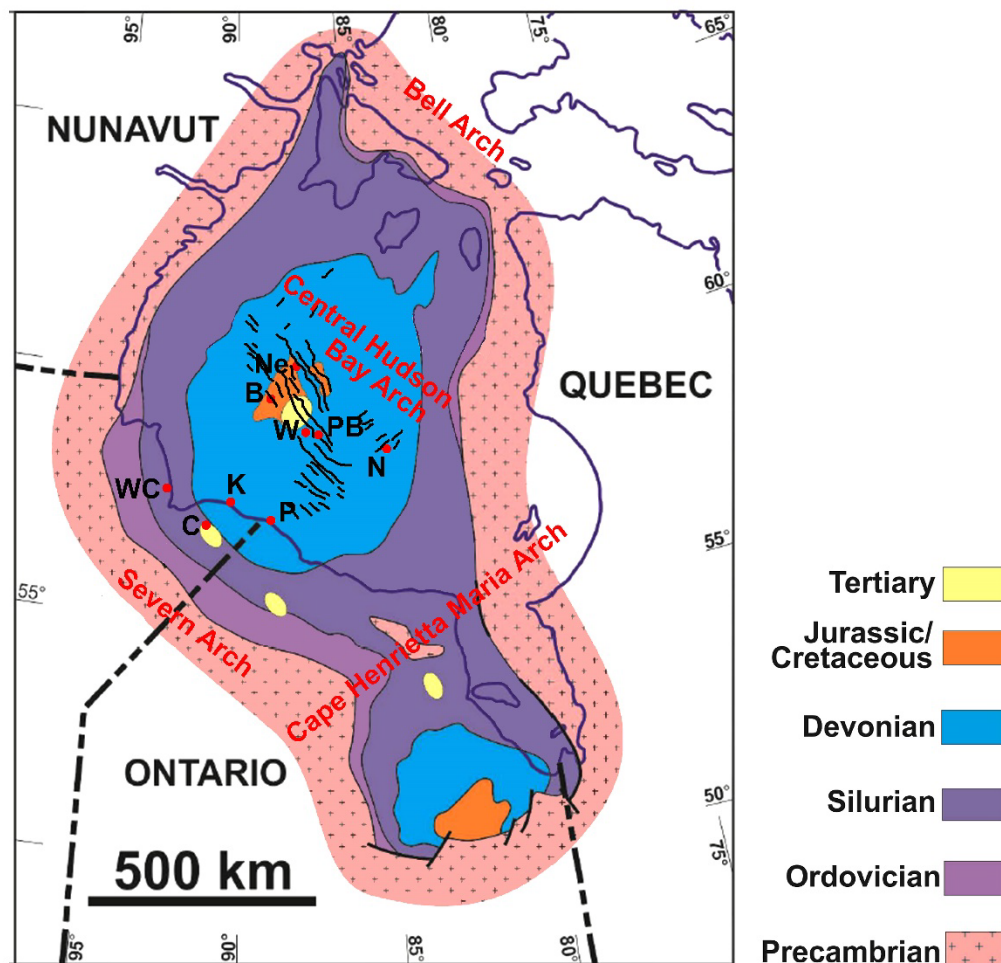 95°
90°
85°
80°
75°
65°
NUNAVUT
Bell Arch
60°
Central Hudson
Bay Arch
Ne
B
QUEBEC
W
PB
N
WC
K
C
P
55°
55°
Severn Arch
Cape Henrietta Maria Arch
ONTARIO
50°
75°
500 km
95°
90°
85°
80°
Tertiary
Jurassic/
Cretaceous
Devonian
Silurian
Ordovician
Precambrian